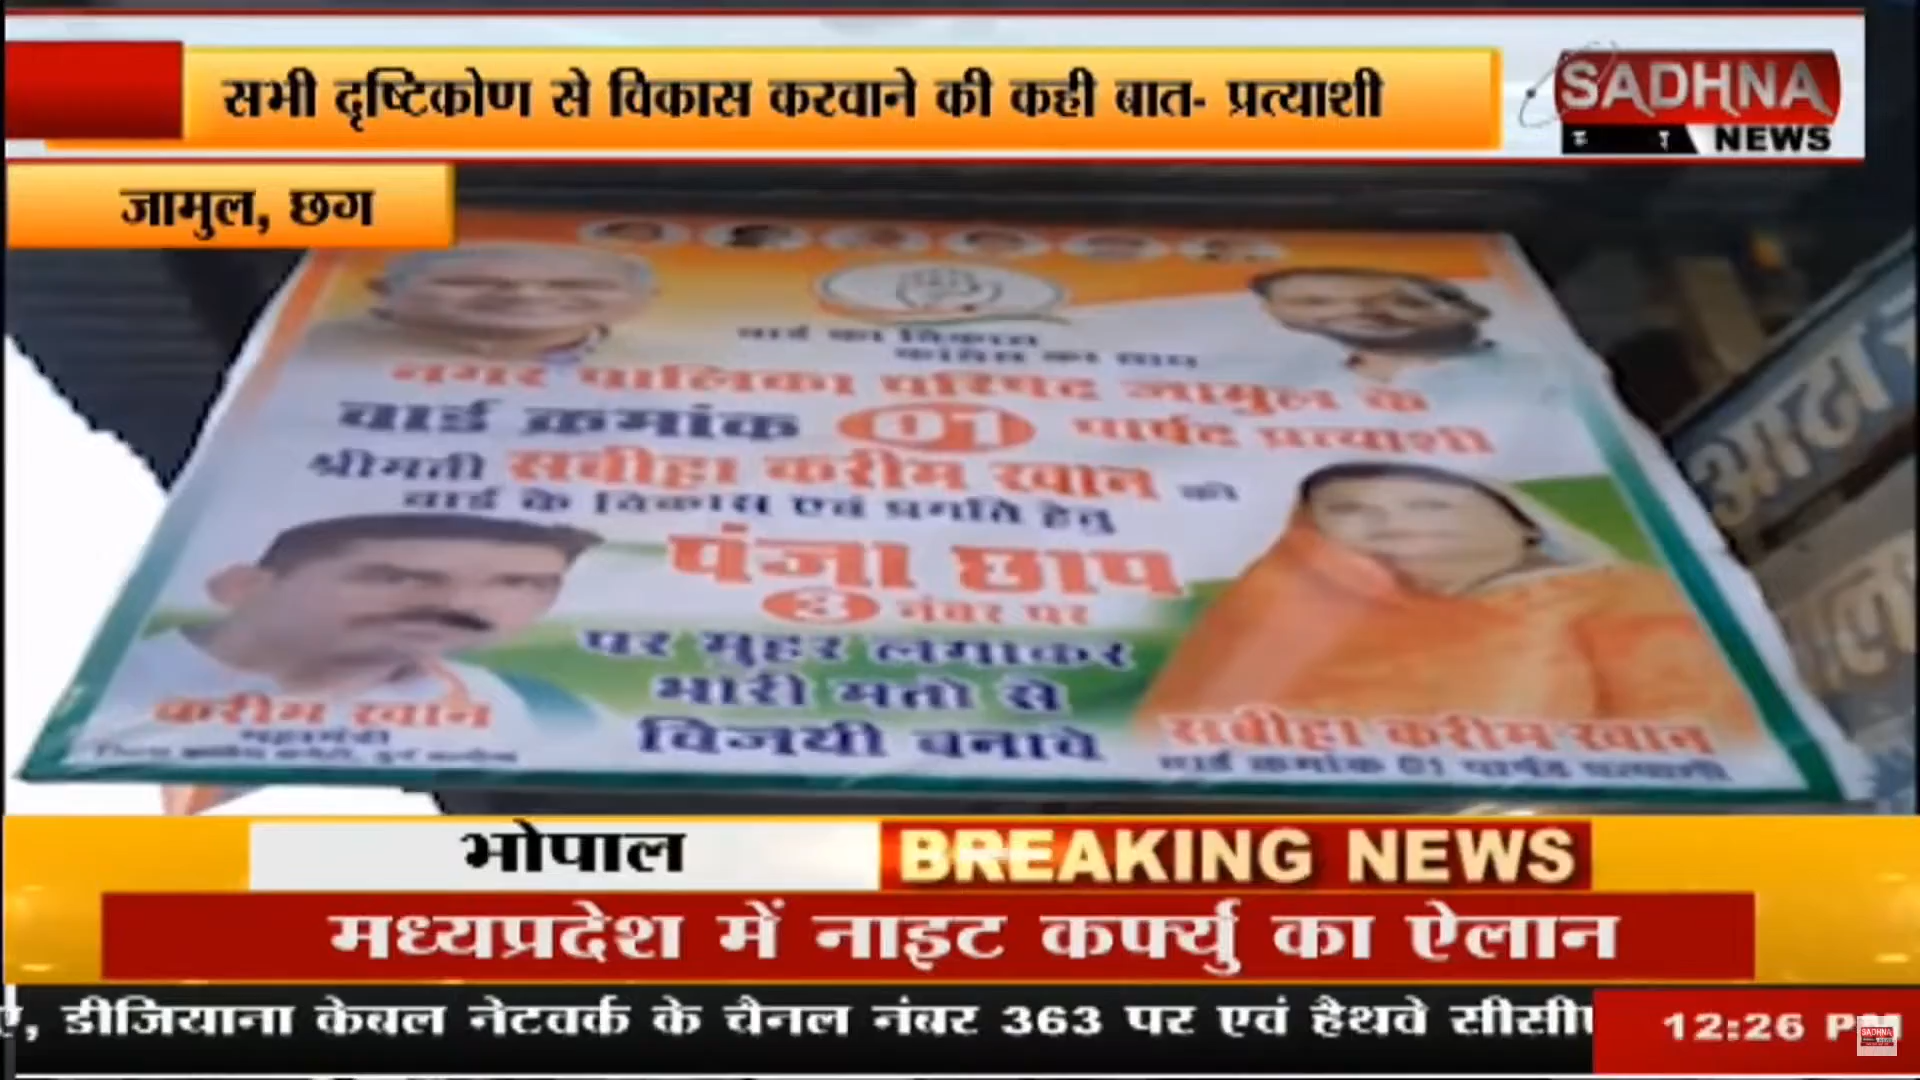 सभी दृष्टिकोण से विकास करवाने की कही बात- प्रत्याशी
SADHNA
NEWS
जामुल, छग
वार्ड का विकास
कांग्रेस का साथ
नगर पालिका परिषद जामुल के
वार्ड क्रमांक 01 पार्षद प्रत्याशी
श्रीमती सबीहा करीम खान को
वार्ड के विकास एवं प्रगति हेतु
पंजा छाप
3 नंबर पर
पर मुहर लगाकर
भारी मतो से
विजयी बनावे
करीम खान
महामंत्री
सबीहा करीम खान
वार्ड क्रमांक 01 पार्षद प्रत्याशी
आटा
भोपाल
BREAKING NEWS
मध्यप्रदेश में नाइट कर्फ्यु का ऐलान
, डीजियाना केबल नेटवर्क के चैनल नंबर 363 पर एवं हैथवे सीसी
12:26 PM